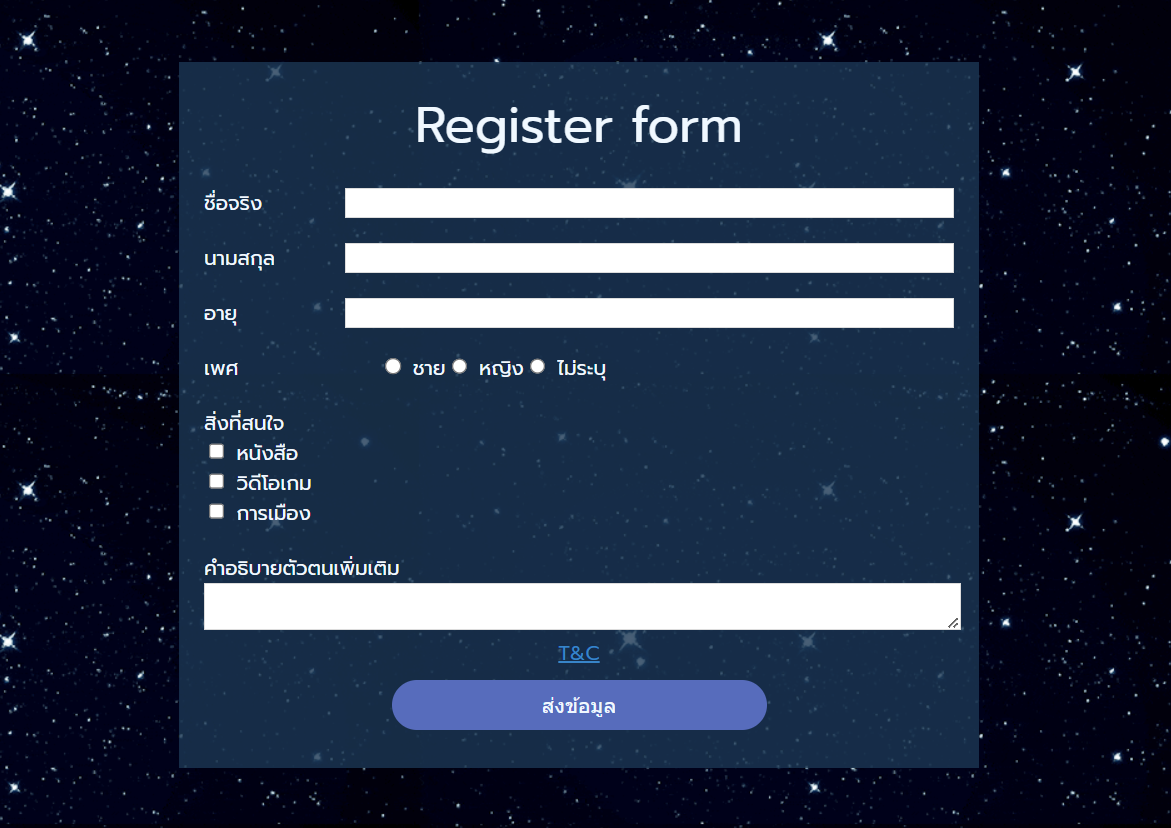 Register form
ชื่อจริง
นามสกุล
อายุ
เพศ ชาย หญิง ไม่ระบุ
สิ่งที่สนใจ
หนังสือ
วิดีโอเกม
การเมือง
คำอธิบายตัวตนเพิ่มเติม
T&C
ส่งข้อมูล